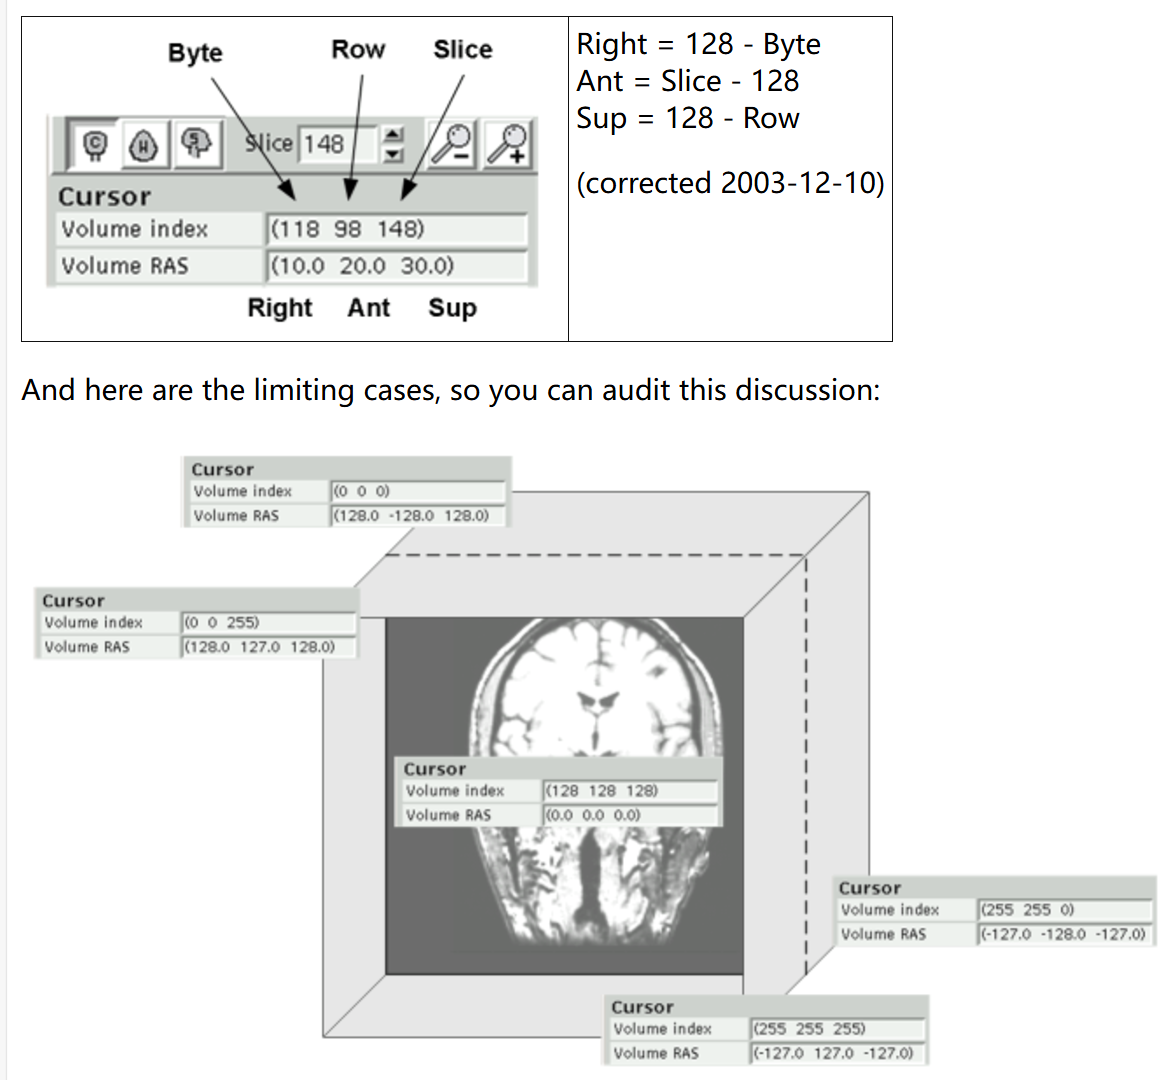 Byte Row Slice
Slice 148
Cursor
Volume index (118 98 148)
Volume RAS (10.0 20.0 30.0)
Right Ant Sup
Right = 128 - Byte
Ant = Slice - 128
Sup = 128 - Row
(corrected 2003-12-10)
And here are the limiting cases, so you can audit this discussion:
Cursor
Volume index (0 0 0)
Volume RAS (128.0 -128.0 128.0)
Cursor
Volume index (0 0 255)
Volume RAS (128.0 127.0 128.0)
Cursor
Volume index (128 128 128)
Volume RAS (0.0 0.0 0.0)
Cursor
Volume index (255 255 0)
Volume RAS (-127.0 -128.0 -127.0)
Cursor
Volume index (255 255 255)
Volume RAS (-127.0 127.0 -127.0)